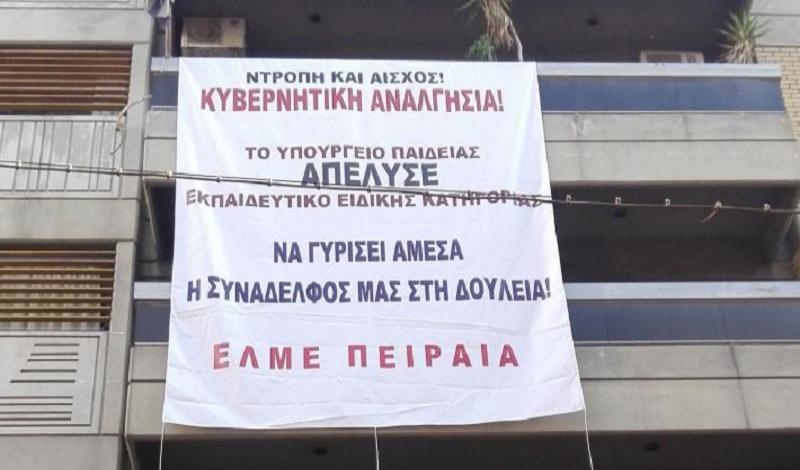 ΝΤΡΟΠΗ ΚΑΙ ΑΙΣΧΟΣ!
ΚΥΒΕΡΝΗΤΙΚΗ ΑΝΑΛΓΗΣΙΑ!
ΤΟ ΥΠΟΥΡΓΕΙΟ ΠΑΙΔΕΙΑΣ
ΑΠΕΛΥΣΕ
ΕΚΠΑΙΔΕΥΤΙΚΟ ΕΙΔΙΚΗΣ ΚΑΤΗΓΟΡΙΑΣ
ΝΑ ΓΥΡΙΣΕΙ ΑΜΕΣΑ
Η ΣΥΝΑΔΕΛΦΟΣ ΜΑΣ ΣΤΗ ΔΟΥΛΕΙΑ!
ΕΛΜΕ ΠΕΙΡΑΙΑ